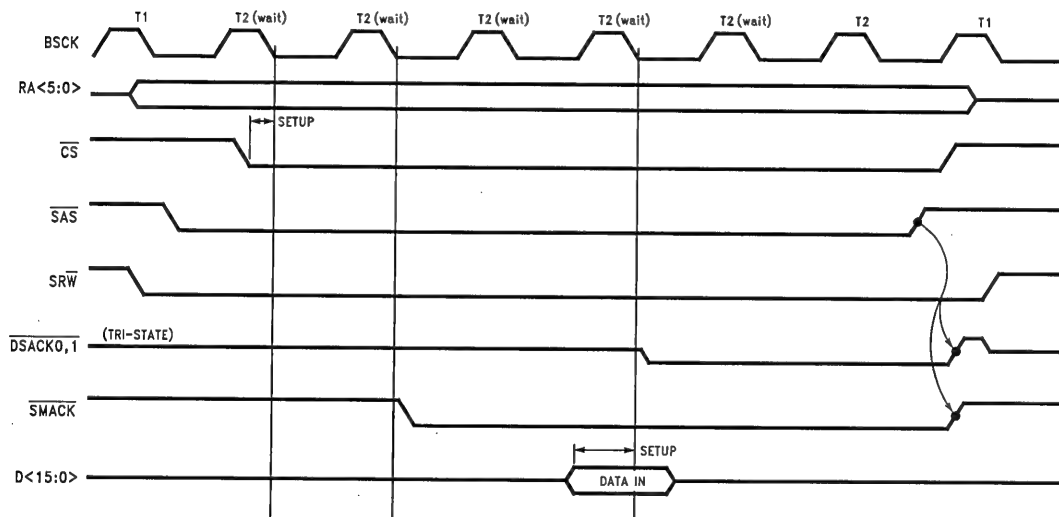 T1 T2 (wait) T2 (wait) T2 (wait) T2 (wait) T2 (wait) T2 T1
BSCK
RA<5:0>
SETUP
CS
SAS
SRW
(TRI-STATE)
DSACK0,1
SMACK
SETUP
D<15:0> DATA IN